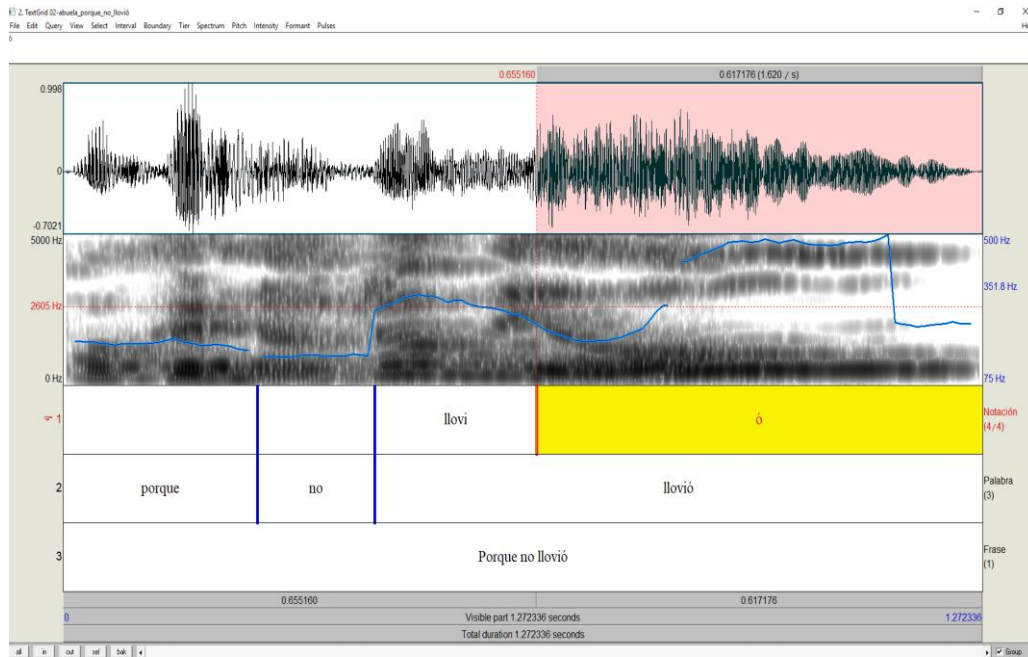 2. TextGrid 02-abuela_porque_no_llovió
File Edit Query View Select Interval Boundary Tier Spectrum Pitch Intensity Formant Pulses
ó
0.655160 0.617176 (1.620 / s)
0.998
0
-0.7021
5000 Hz 500 Hz
351.8 Hz
2605 Hz
0 Hz 75 Hz
1 llovi ó Notación
(4/4)
2 porque no llovió Palabra
(3)
3 Porque no llovió Frase
(1)
0.655160 0.617176
0 Visible part 1.272336 seconds 1.272336
Total duration 1.272336 seconds
all in out sel bak Group